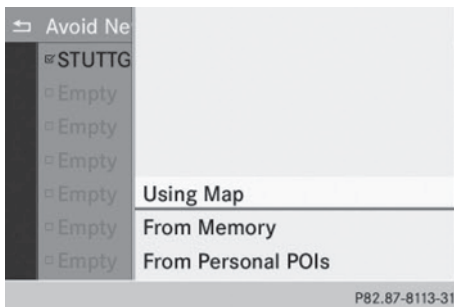 Avoid Ne
STUTTG
Empty
Empty
Empty
Empty
Using Map
Empty
From Memory
Empty
From Personal POIs
P82.87-8113-31